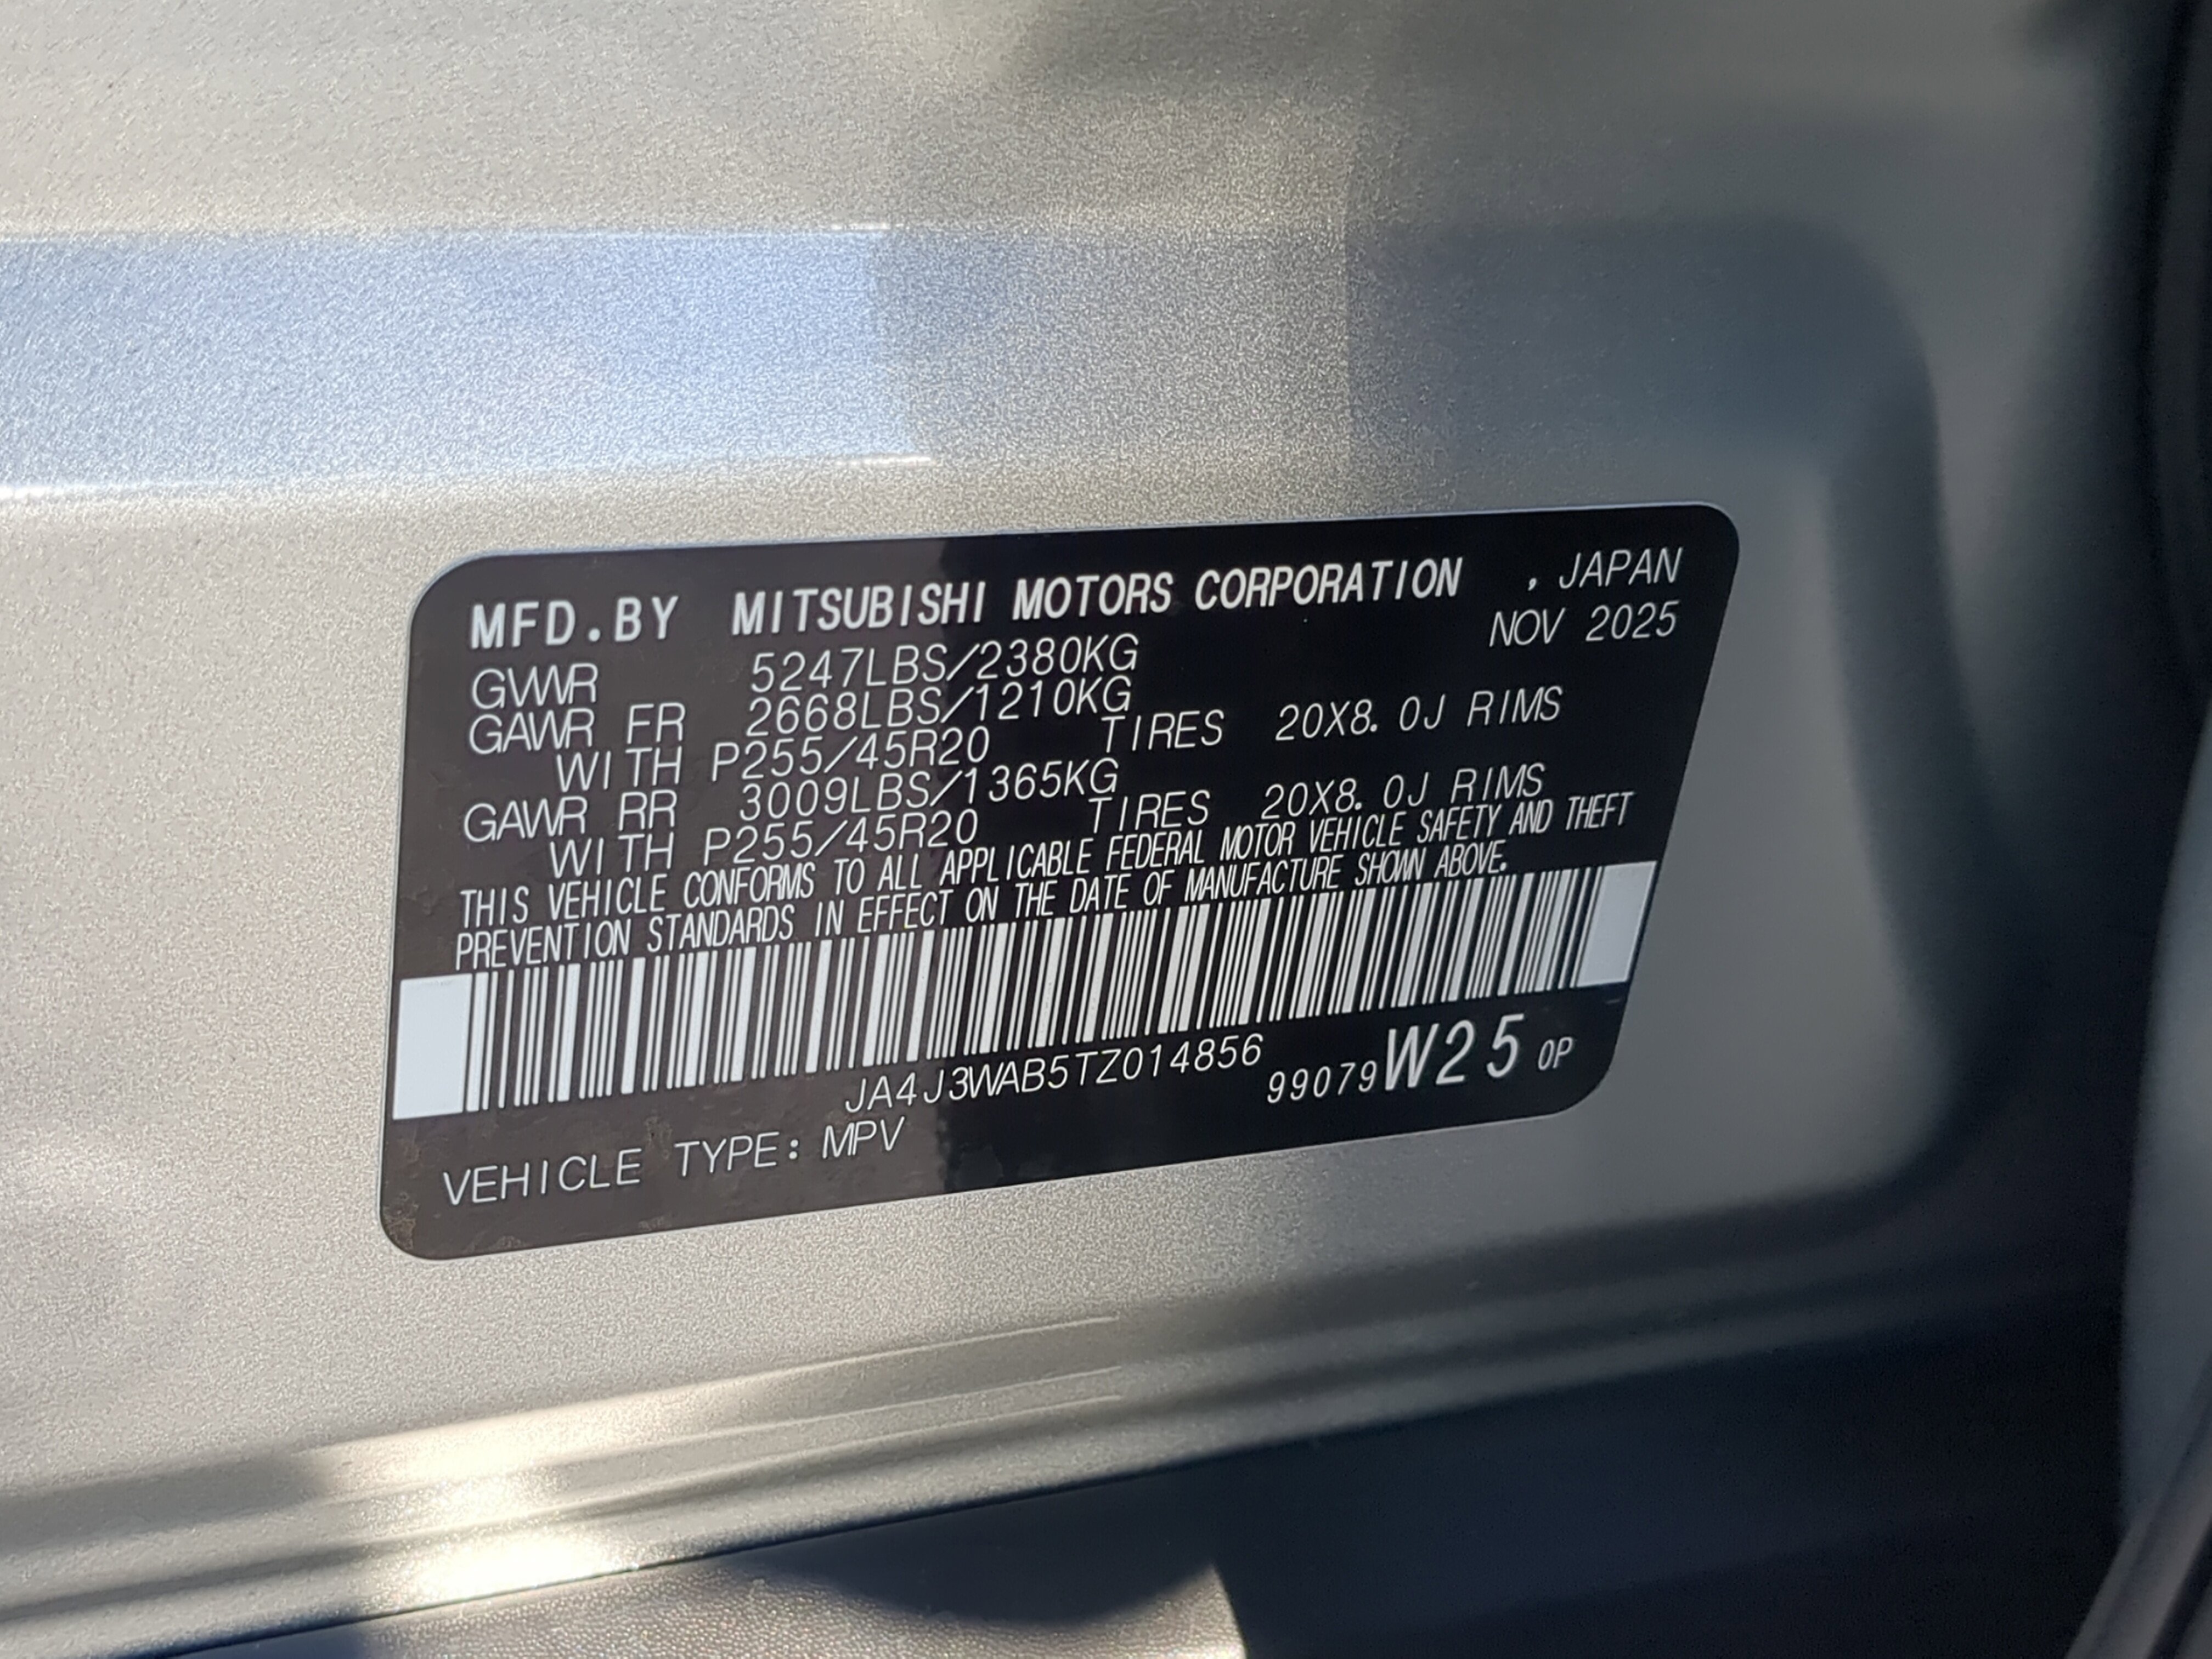 MFD.BY MITSUBISHI MOTORS CORPORATION , JAPAN
NOV 2025
GVWR 5247LBS/2380KG
GAWR FR 2668LBS/1210KG
WITH P255/45R20 TIRES 20X8.0J RIMS
GAWR RR 3009LBS/1365KG
WITH P255/45R20 TIRES 20X8.0J RIMS
THIS VEHICLE CONFORMS TO ALL APPLICABLE FEDERAL MOTOR VEHICLE SAFETY AND THEFT
PREVENTION STANDARDS IN EFFECT ON THE DATE OF MANUFACTURE SHOWN ABOVE.
JA4J3WAB5TZ014856 99079W25 OP
VEHICLE TYPE: MPV